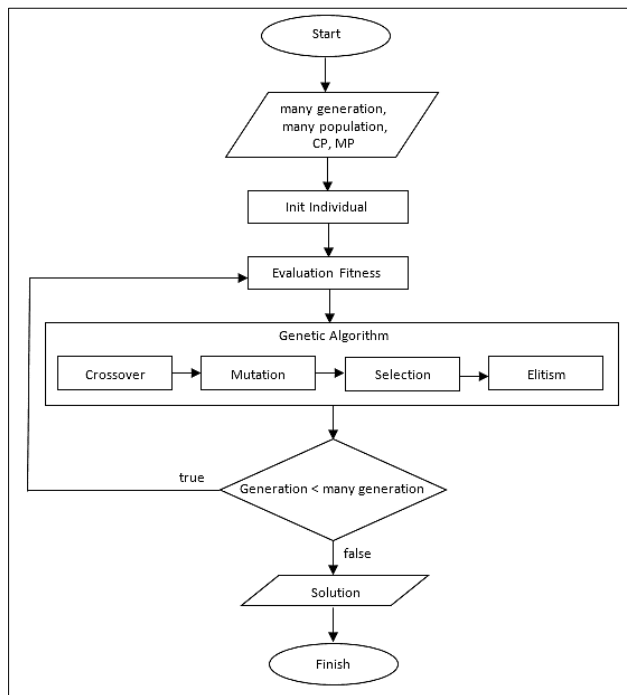 Start
many generation,
many population,
CP, MP
Init Individual
Evaluation Fitness
Genetic Algorithm
Crossover
Mutation
Selection
Elitism
true
Generation < many generation
false
Solution
Finish